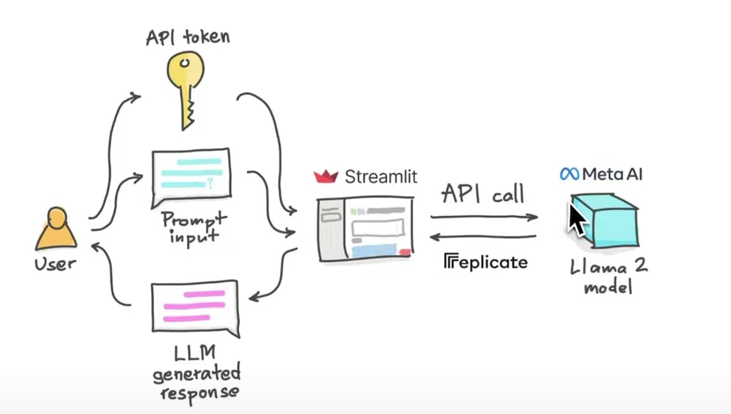 API token
?
Prompt
input
User
LLM
generated
response
Streamlit
API call
replicate
Meta AI
Llama 2
model